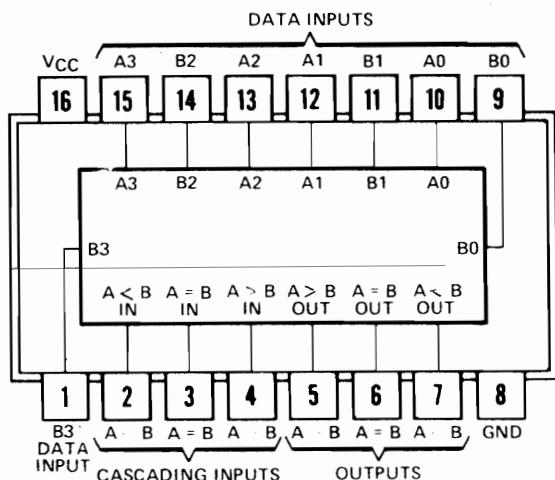 DATA INPUTS
VCC A3 B2 A2 A1 B1 A0 B0
16 15 14 13 12 11 10 9
A3 B2 A2 A1 B1 A0
B3 B0
A < B A = B A > B A > B A = B A < B
IN IN IN OUT OUT OUT
1 2 3 4 5 6 7 8
B3 A B A = B A B A B A = B A B GND
DATA
INPUT
CASCADING INPUTS OUTPUTS